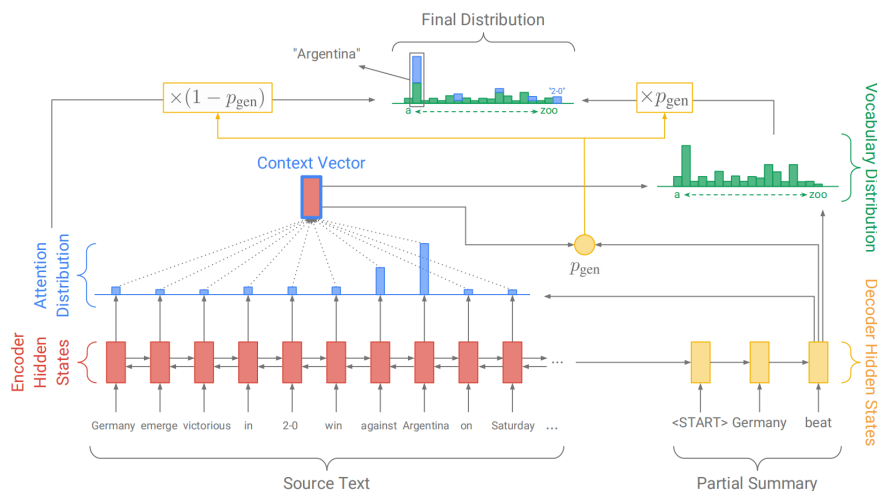 Final Distribution
"Argentina"
×(1 − p_gen)
×p_gen
"2-0"
a
zoo
Context Vector
Vocabulary Distribution
a
zoo
Attention
Distribution
p_gen
Encoder
Hidden
States
Decoder Hidden States
...
Germany emerge victorious in 2-0 win against Argentina on Saturday ...
<START> Germany beat
Source Text
Partial Summary